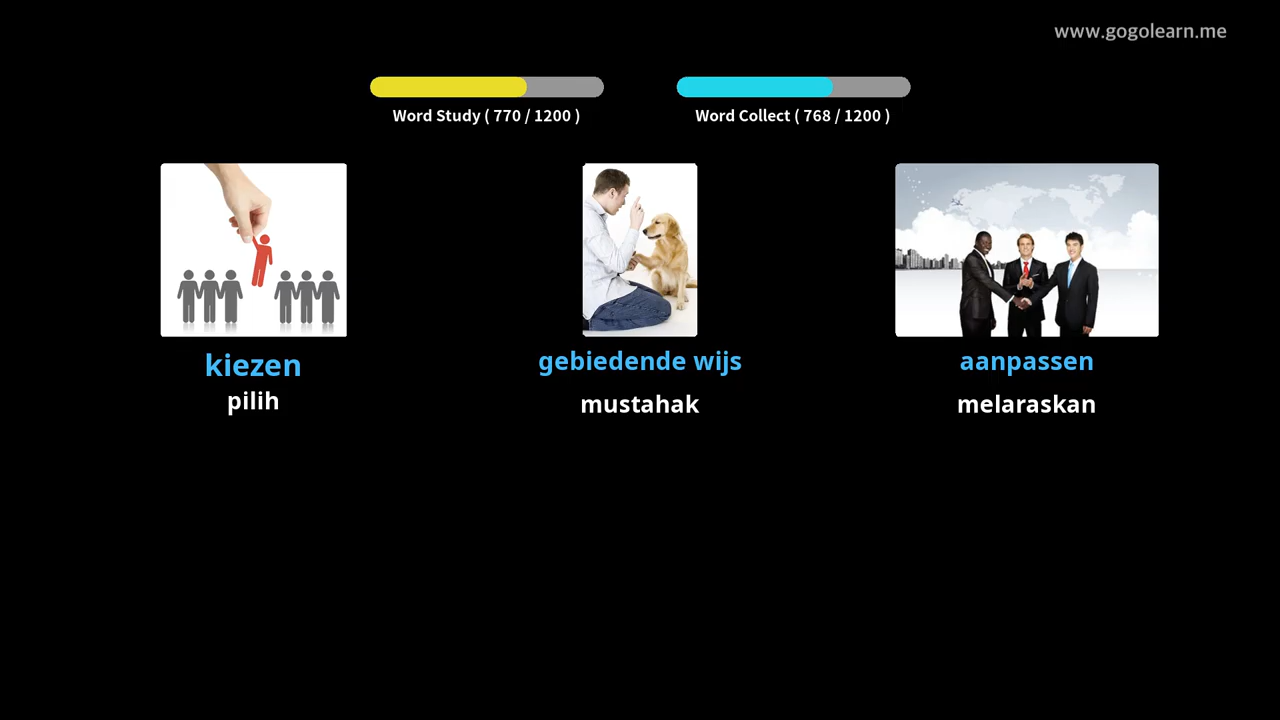 www.gogolearn.me
Word Study ( 770 / 1200 )
Word Collect ( 768 / 1200 )
kiezen
pilih
gebiedende wijs
mustahak
aanpassen
melaraskan